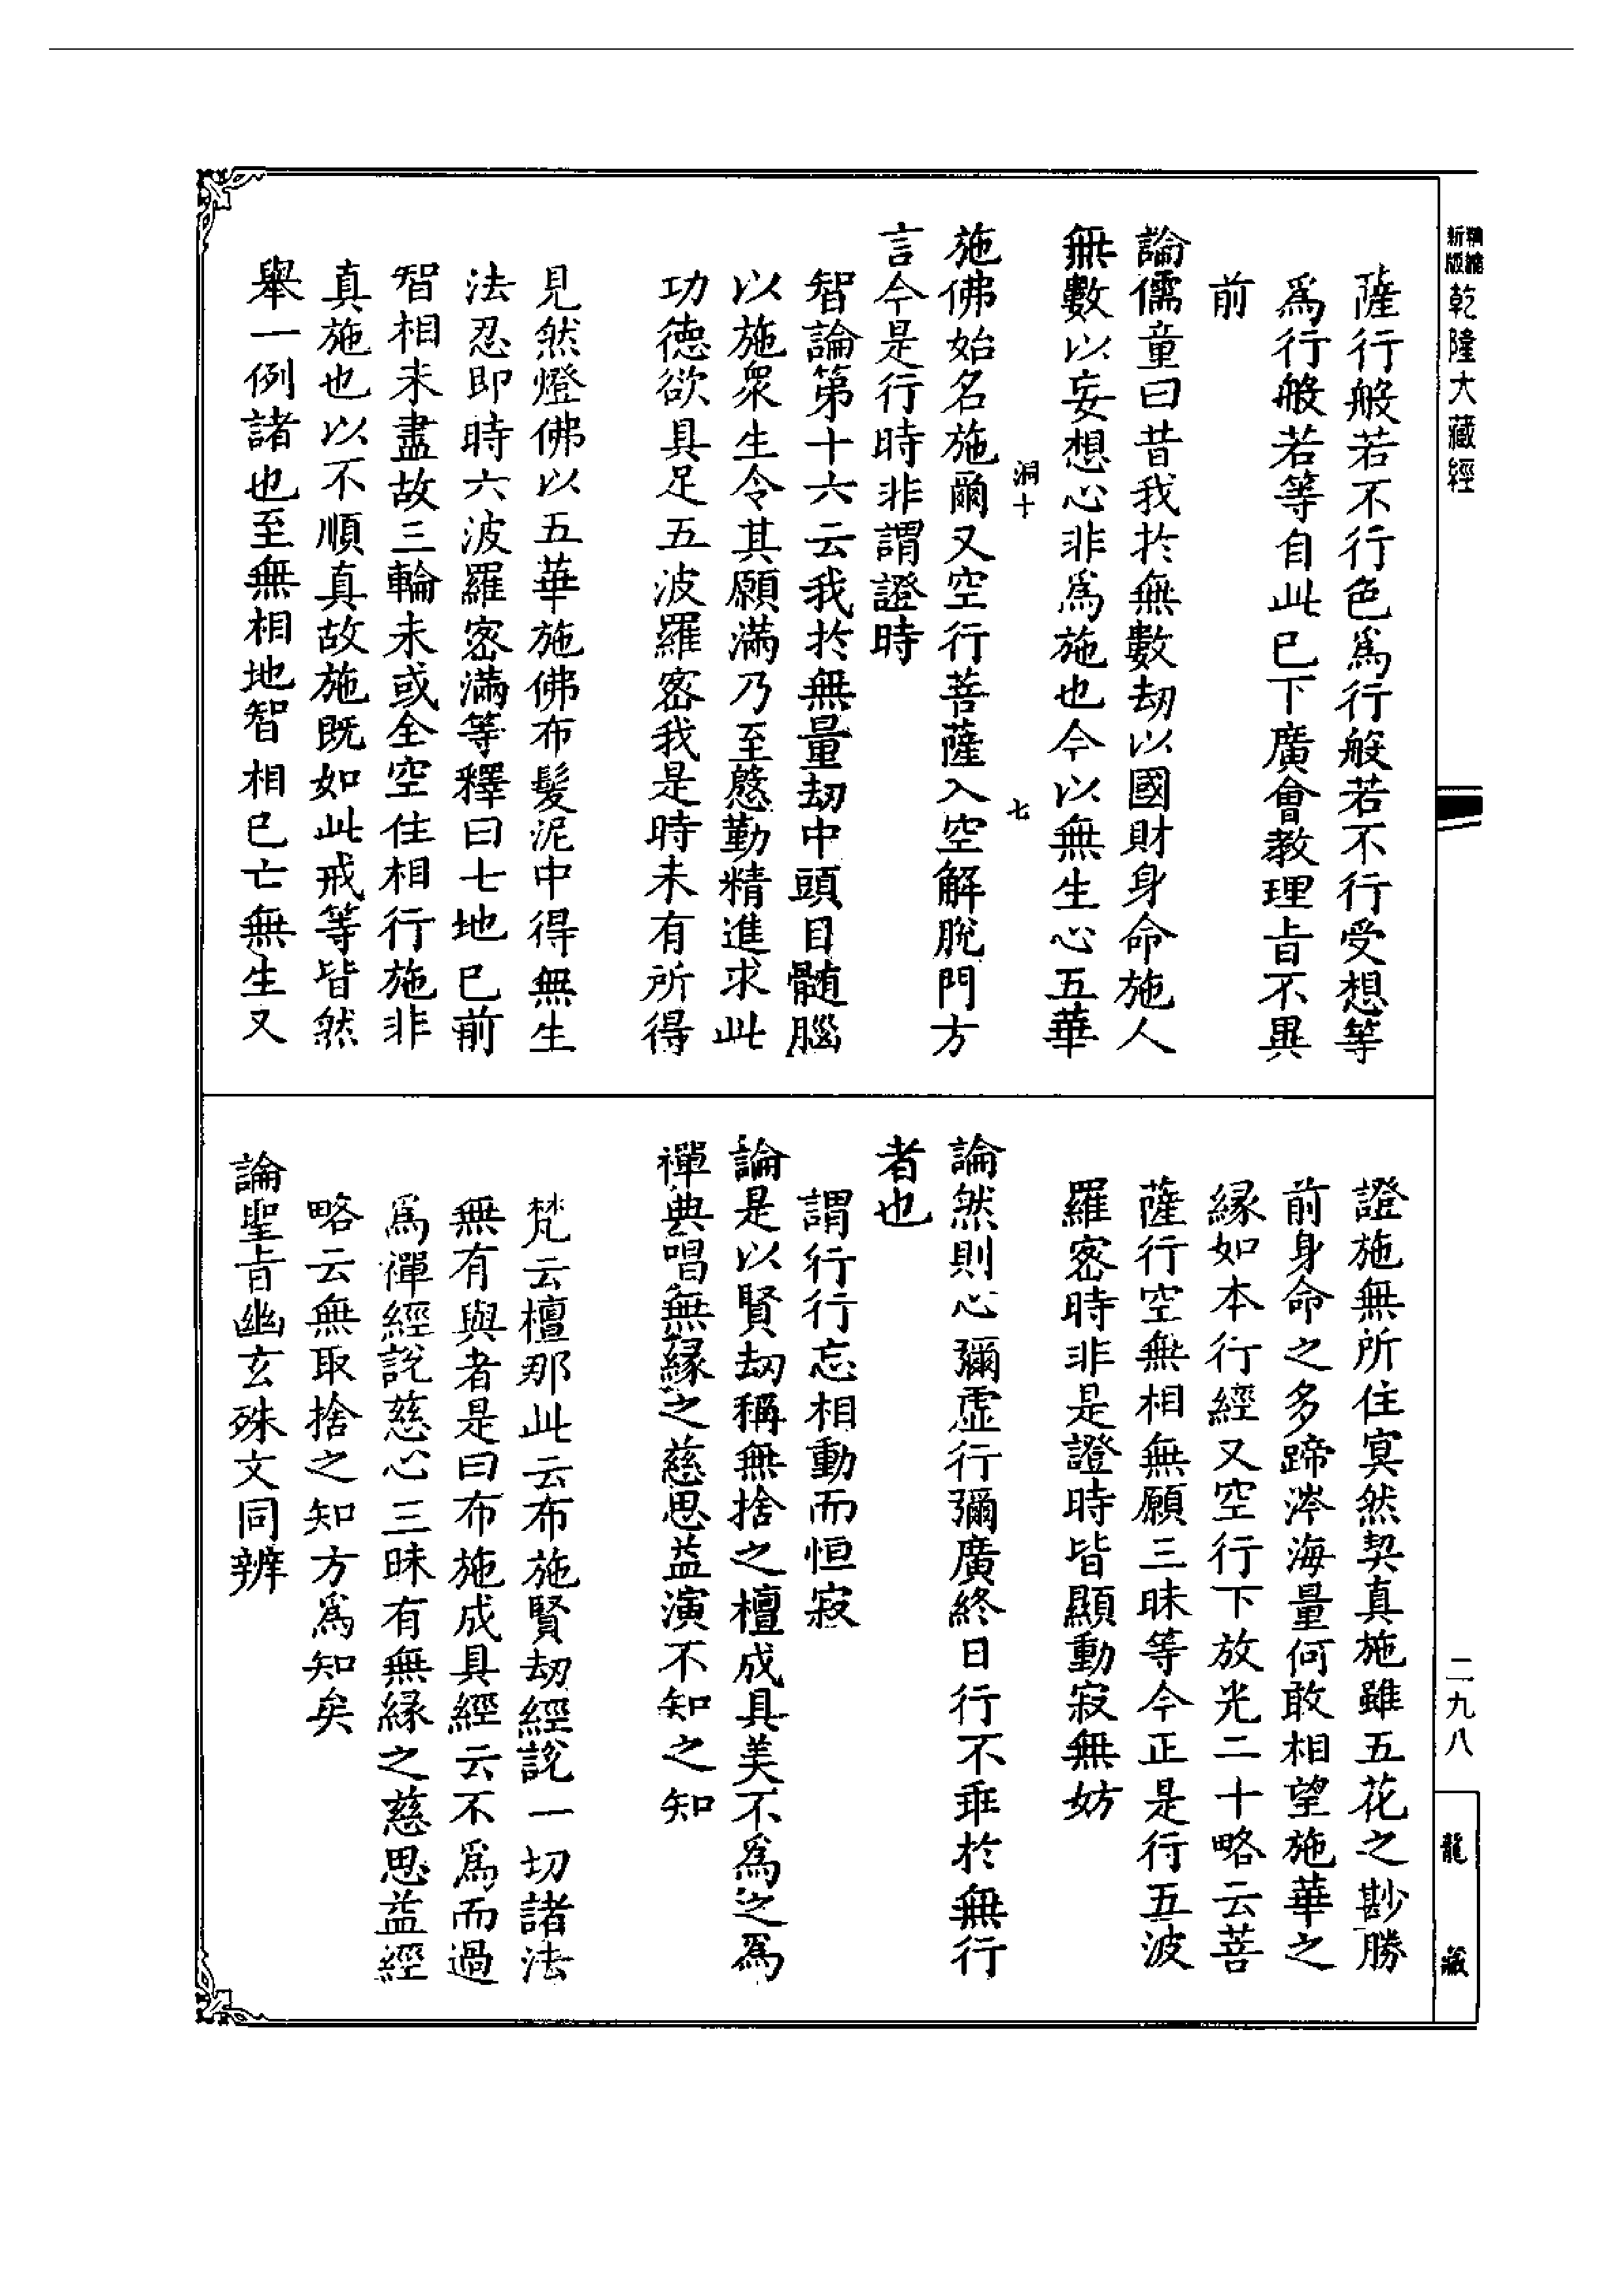 精縮
新版
乾隆大藏經
薩行般若不行色爲行般若不行受想等
爲行般若等自此已下廣會教理㫖不異
前
論儒童曰昔我於無數劫以國財身命施人
無數以妄想心非爲施也今以無生心五華
洞十
七
施佛始名施爾又空行菩薩入空解脫門方
言今是行時非謂證時
智論第十六云我於無量劫中頭目髓腦
以施衆生令其願滿乃至慇勤精進求此
功德欲具足五波羅密我是時未有所得
見然燈佛以五華施佛布髮泥中得無生
法忍即時六波羅密滿等釋曰七地已前
智相未盡故三輪未或全空住相行施非
真施也以不順真故施既如此戒等皆然
舉一例諸也至無相地智相已亡無生又
證施無所住冥然契真施雖五花之尠勝
前身命之多蹄涔海量何敢相望施華之
緣如本行經又空行下放光二十略云菩
薩行空無相無願三昧等今正是行五波
羅密時非是證時皆顯動寂無妨
論然則心彌虛行彌廣終日行不乖於無行
者也
謂行行忘相動而恒寂
論是以賢劫稱無捨之檀成具美不爲之爲
禪典唱無緣之慈思益演不知之知
梵云檀那此云布施賢劫經說一切諸法
無有與者是曰布施成具經云不爲而過
爲禪經說慈心三昧有無緣之慈思益經
略云無取捨之知方爲知矣
論聖㫖幽玄殊文同辨
二九八
龍藏